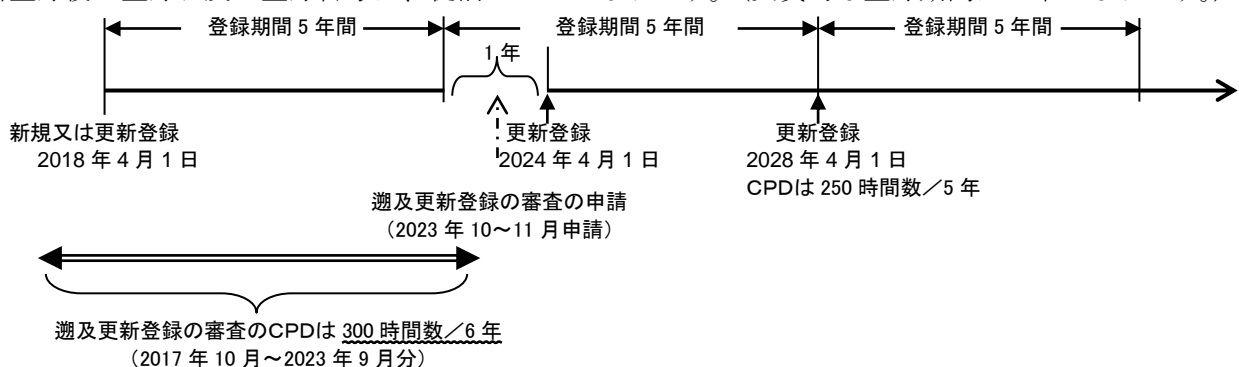 登録期間 5 年間 登録期間 5 年間 登録期間 5 年間
1 年
新規又は更新登録 更新登録 更新登録
2018 年 4 月 1 日 2024 年 4 月 1 日 2028 年 4 月 1 日
CPDは 250 時間数／5 年
遡及更新登録の審査の申請
（2023 年 10～11 月申請）
遡及更新登録の審査のCPDは 300 時間数／6 年
（2017 年 10 月～2023 年 9 月分）